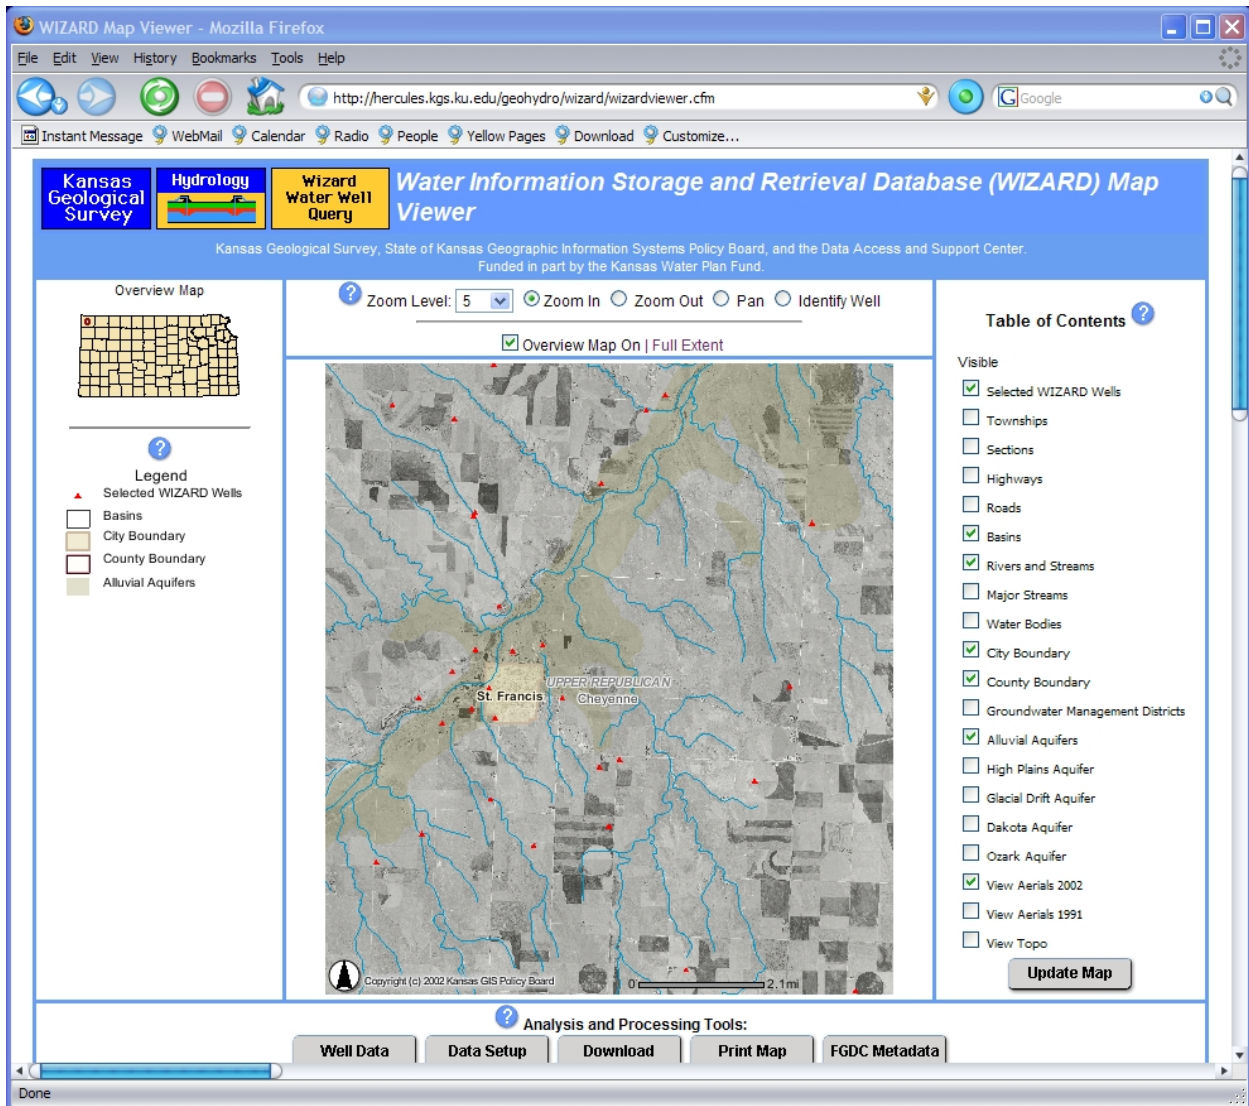 WIZARD Map Viewer - Mozilla Firefox
File Edit View History Bookmarks Tools Help
http://hercules.kgs.ku.edu/geohydro/wizard/wizardviewer.cfm
G Google
Instant Message WebMail Calendar Radio People Yellow Pages Download Customize...
Kansas
Geological
Survey
Hydrology
Wizard
Water Well
Query
Water Information Storage and Retrieval Database (WIZARD) Map
Viewer
Kansas Geological Survey, State of Kansas Geographic Information Systems Policy Board, and the Data Access and Support Center.
Funded in part by the Kansas Water Plan Fund.
Overview Map
Legend
Selected WIZARD Wells
Basins
City Boundary
County Boundary
Alluvial Aquifers
? Zoom Level: 5 Zoom In Zoom Out Pan Identify Well
Overview Map On | Full Extent
UPPER REPUBLICAN
St. Francis
Cheyenne
Copyright (c) 2002 Kansas GIS Policy Board
0 2.1mi
Table of Contents ?
Visible
Selected WIZARD Wells
Townships
Sections
Highways
Roads
Basins
Rivers and Streams
Major Streams
Water Bodies
City Boundary
County Boundary
Groundwater Management Districts
Alluvial Aquifers
High Plains Aquifer
Glacial Drift Aquifer
Dakota Aquifer
Ozark Aquifer
View Aerials 2002
View Aerials 1991
View Topo
Update Map
? Analysis and Processing Tools:
Well Data Data Setup Download Print Map FGDC Metadata
Done